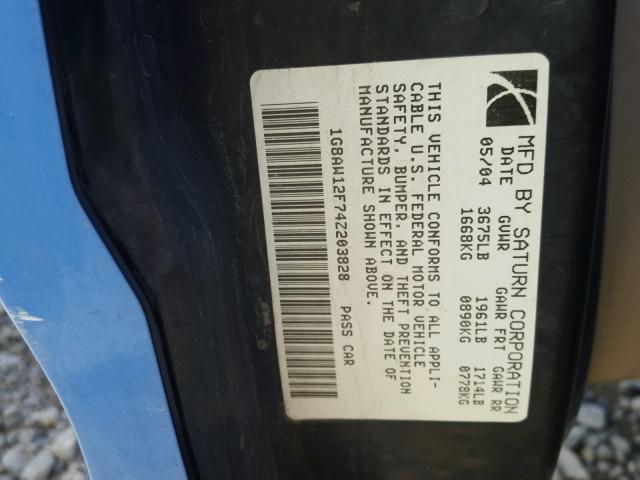 MFD BY SATURN CORPORATION
DATE GVWR GAWR FRT GAWR RR
05/04 3675LB 1961LB 1714LB
1668KG 0890KG 0778KG
THIS VEHICLE CONFORMS TO ALL APPLI-
CABLE U.S. FEDERAL MOTOR VEHICLE
SAFETY, BUMPER, AND THEFT PREVENTION
STANDARDS IN EFFECT ON THE DATE OF
MANUFACTURE SHOWN ABOVE.
1G8AW12F74Z203828 PASS CAR